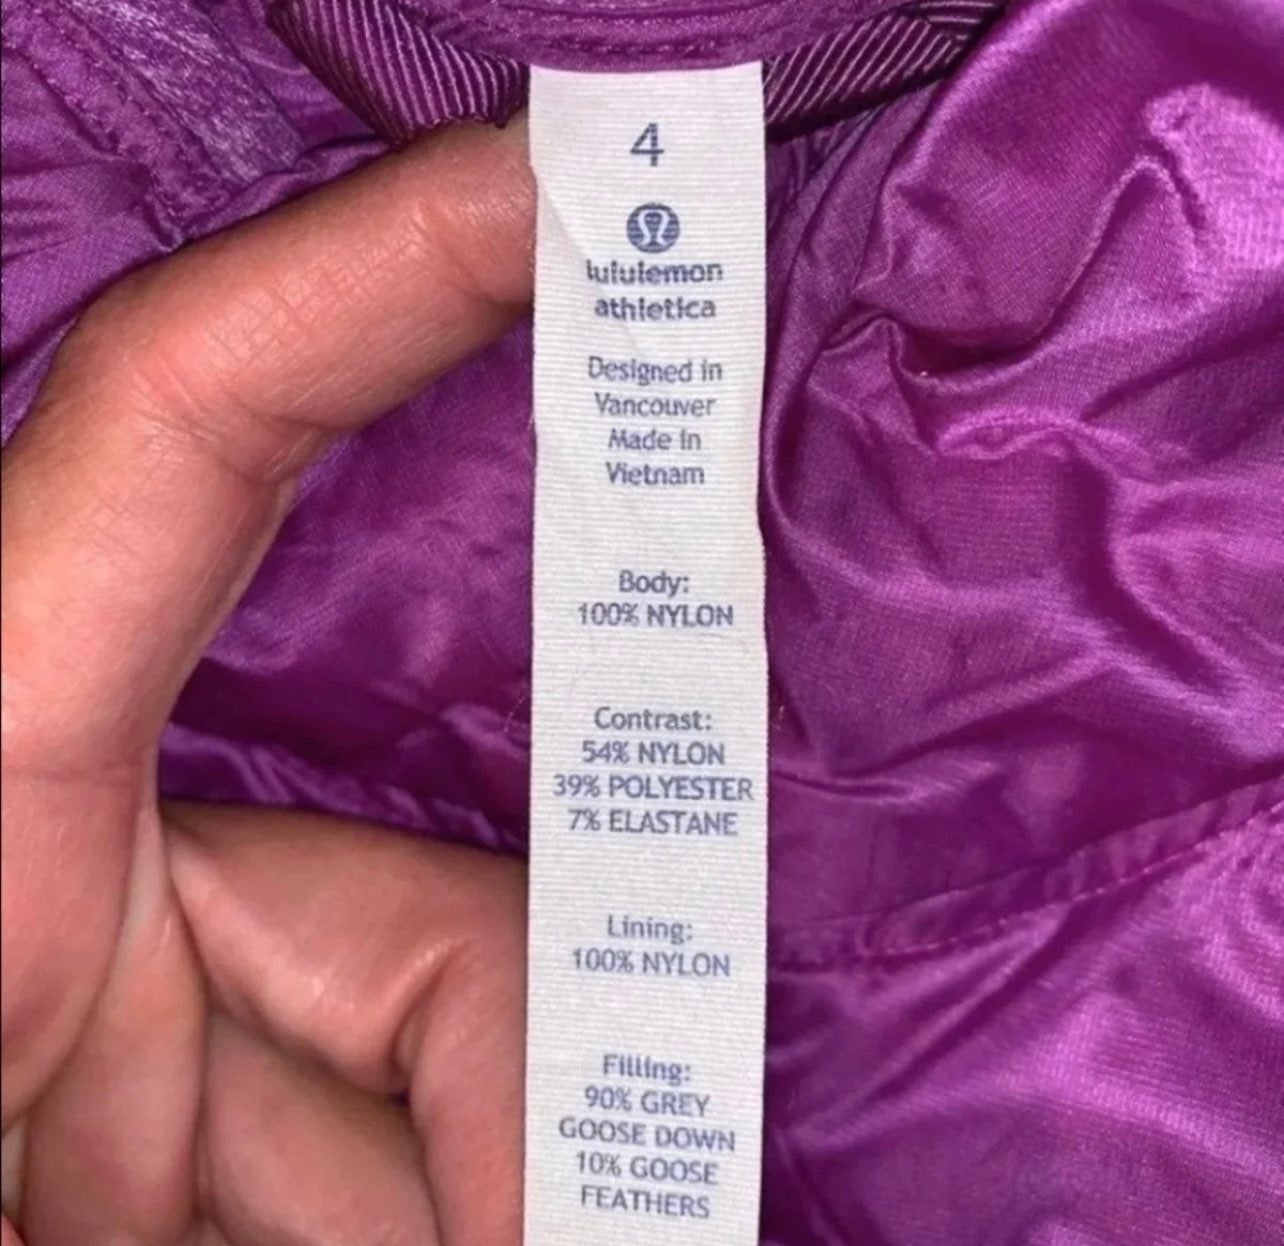 4
lululemon
athletica
Designed in
Vancouver
Made in
Vietnam
Body:
100% NYLON
Contrast:
54% NYLON
39% POLYESTER
7% ELASTANE
Lining:
100% NYLON
Filling:
90% GREY
GOOSE DOWN
10% GOOSE
FEATHERS